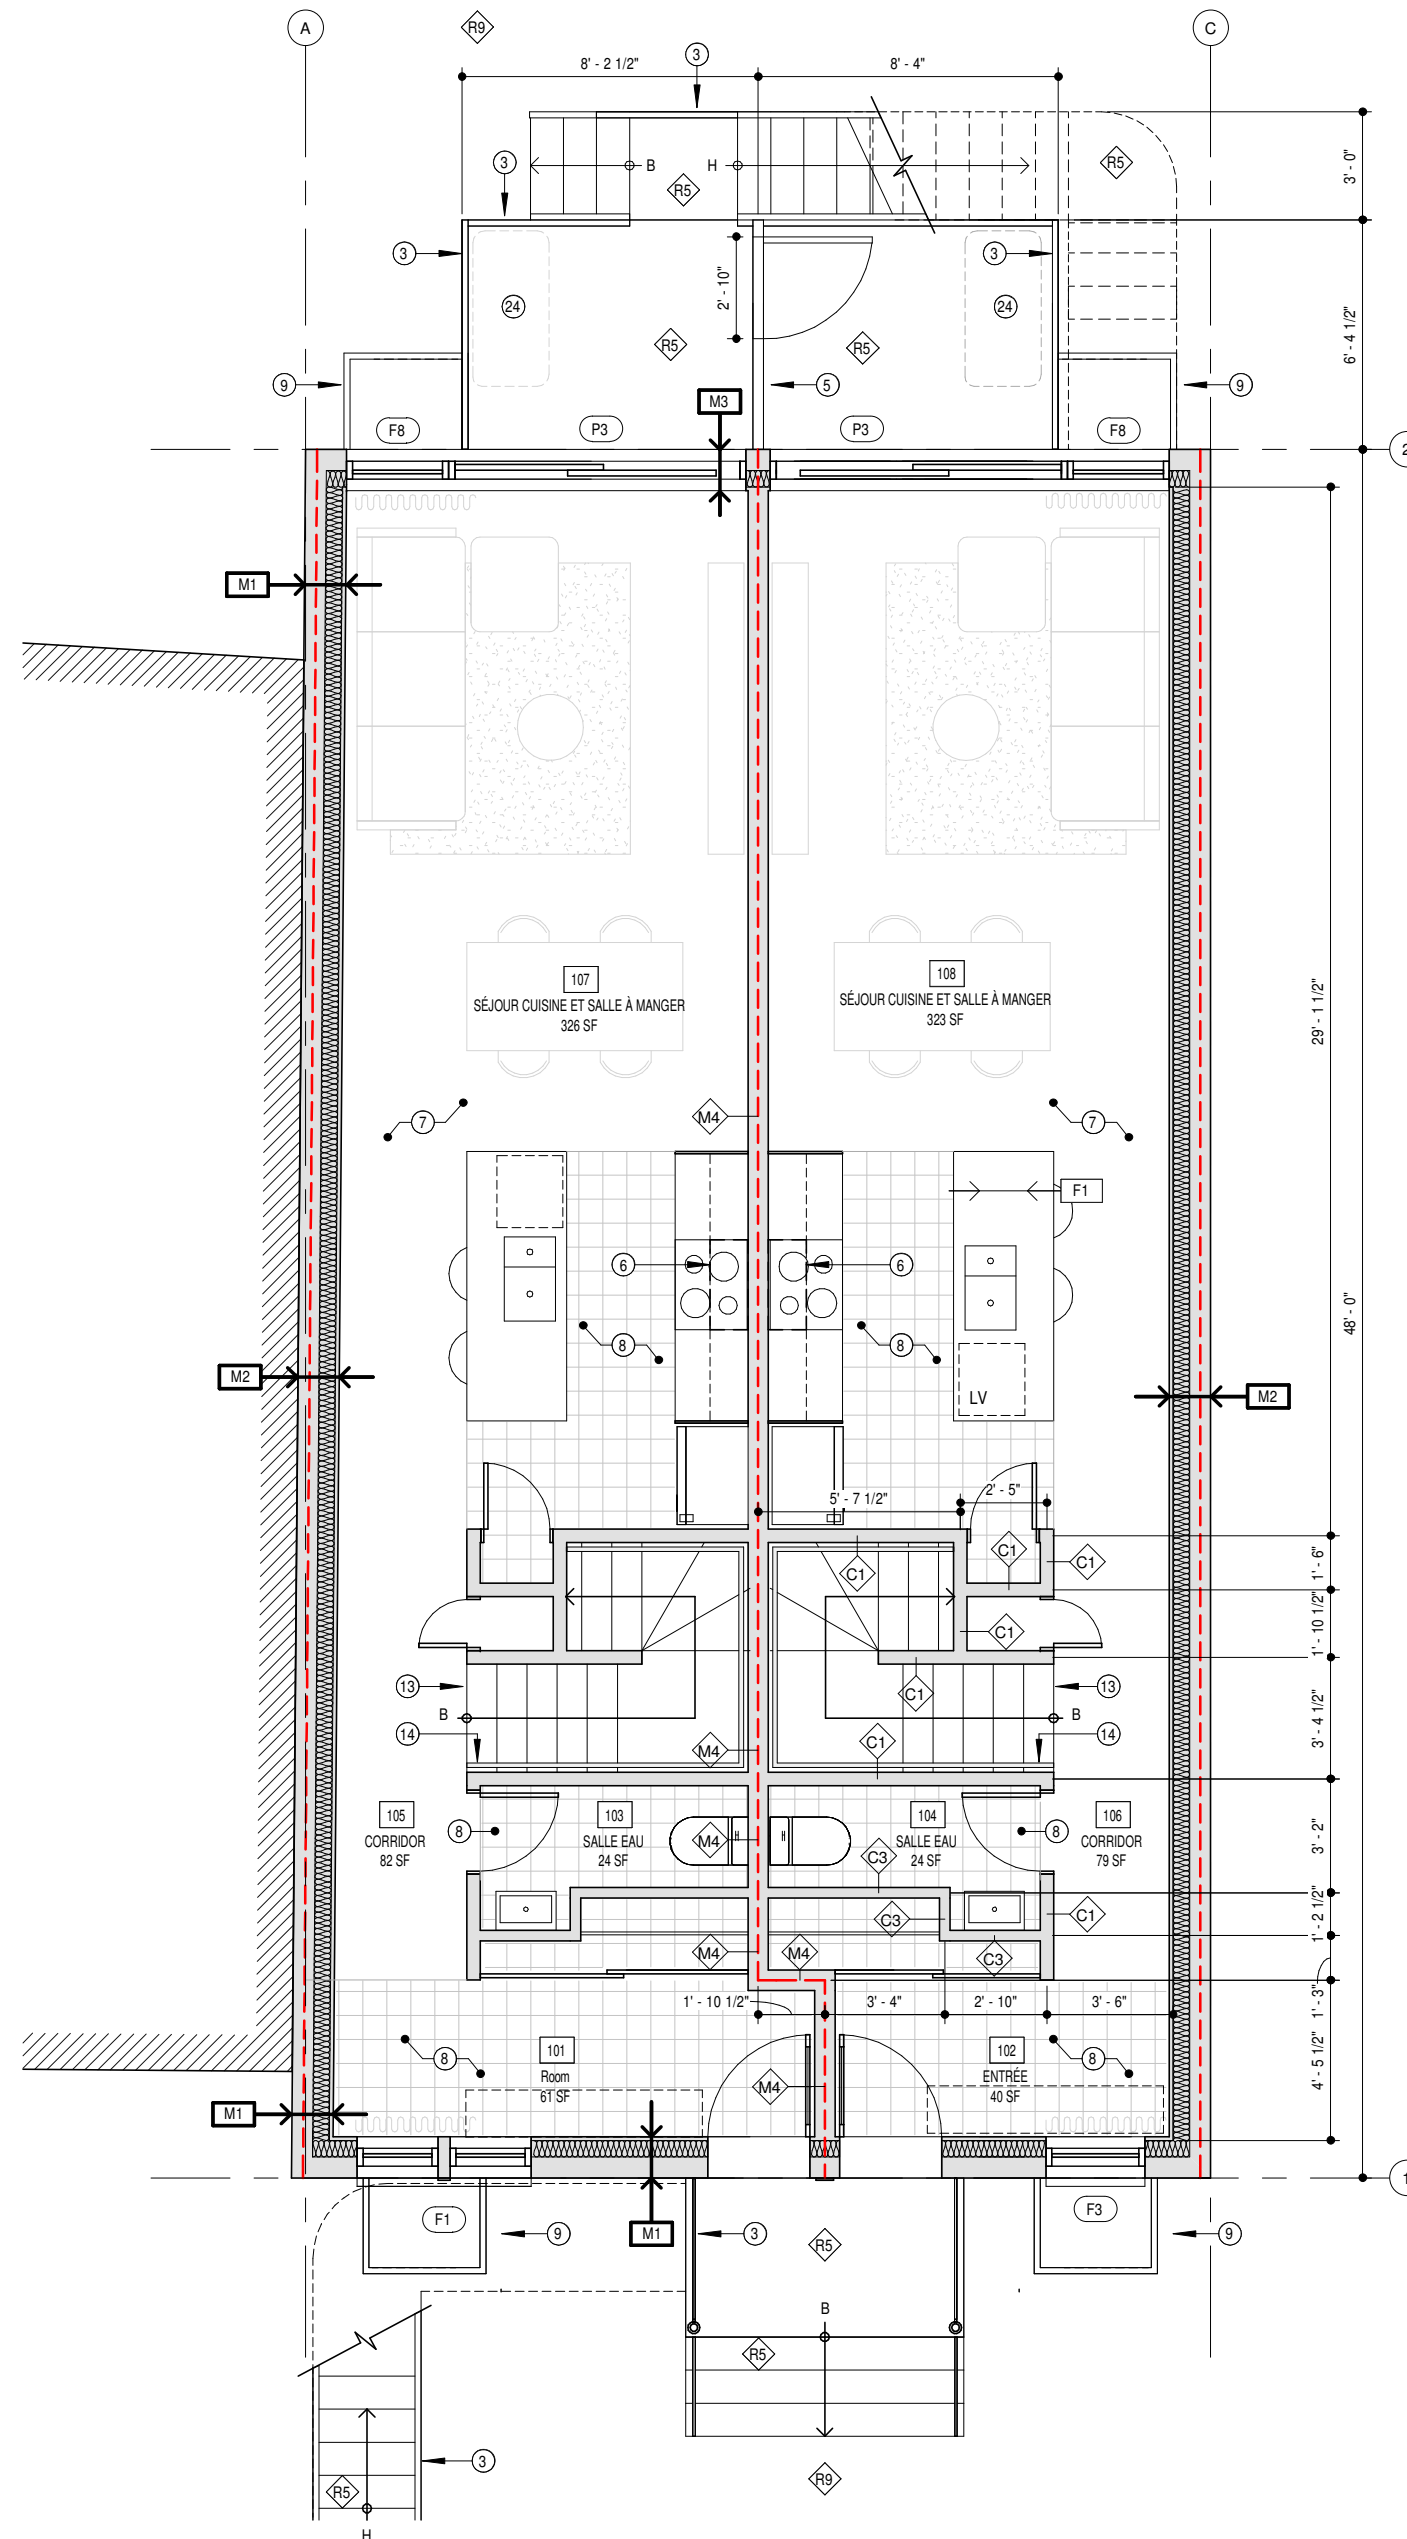 A
R9
C
8' - 2 1/2"
3
8' - 4"
3
B
H
R5
R5
3' - 0"
3
3
2' - 10"
24
24
R5
R5
6' - 4 1/2"
9
5
9
M3
F8
P3
P3
F8
2
M1
107
SÉJOUR CUISINE ET SALLE À MANGER
326 SF
108
SÉJOUR CUISINE ET SALLE À MANGER
323 SF
29' - 1 1/2"
7
M4
7
F1
6
6
48' - 0"
8
8
M2
LV
M2
5' - 7 1/2"
2' - 5"
C1
C1
C1
1' - 6"
C1
1' - 10 1/2"
13
C1
13
B
B
14
M4
C1
14
3' - 4 1/2"
105
CORRIDOR
82 SF
8
103
SALLE EAU
24 SF
H
M4
H
104
SALLE EAU
24 SF
8
106
CORRIDOR
79 SF
3' - 2"
C3
C3
C1
1' - 2 1/2"
M4
M4
C3
1' - 10 1/2"
3' - 4"
2' - 10"
3' - 6"
1' - 3"
8
101
Room
61 SF
102
ENTRÉE
40 SF
8
4' - 5 1/2"
M4
M1
1
F1
9
M1
3
R5
F3
9
B
R5
3
R5
R9
H